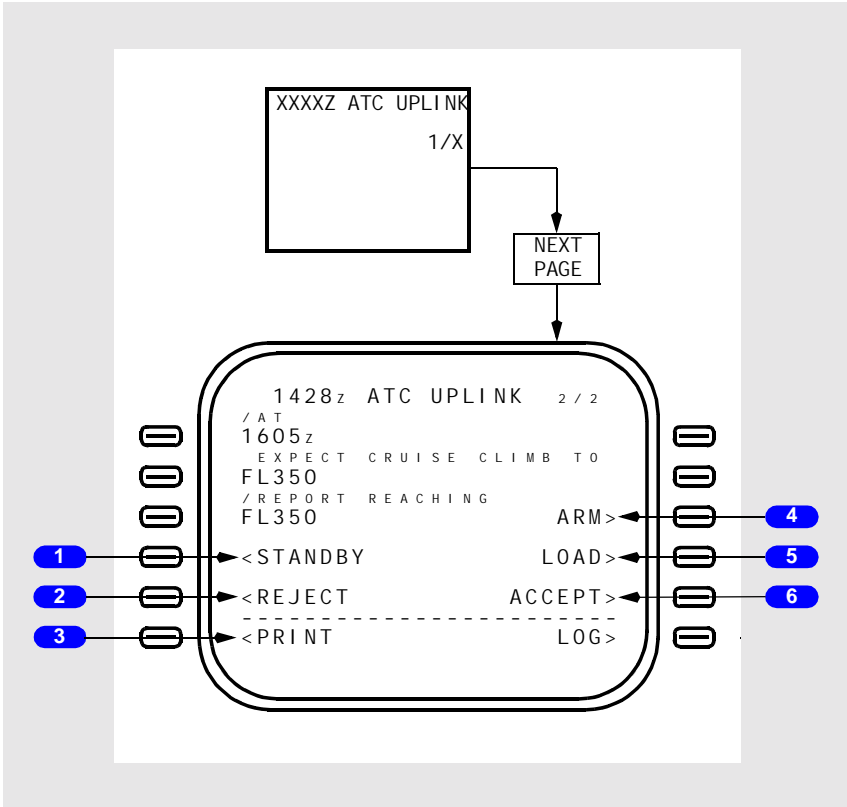 XXXXZ ATC UPLINK
1/X
NEXT
PAGE
1428z ATC UPLINK 2/2
/AT
1605z
EXPECT CRUISE CLIMB TO
FL350
/REPORT REACHING
FL350 ARM> 4
1 <STANDBY LOAD> 5
2 <REJECT ACCEPT> 6
------------------------
3 <PRINT LOG>